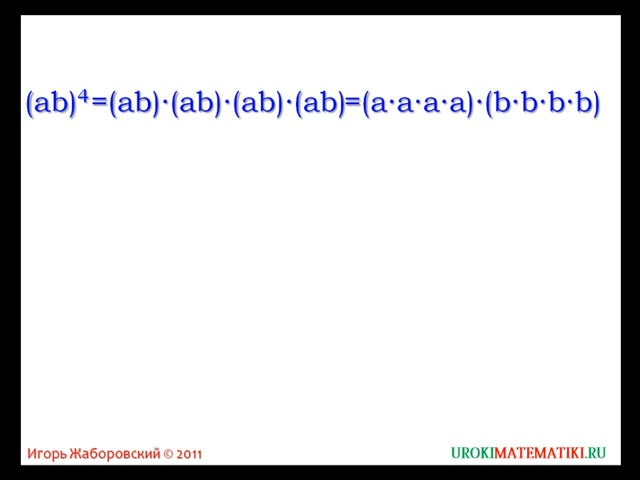 (ab)⁴=(ab)·(ab)·(ab)·(ab)=(a·a·a·a)·(b·b·b·b)
Игорь Жаборовский © 2011
UROKIMATEMATIKI.RU